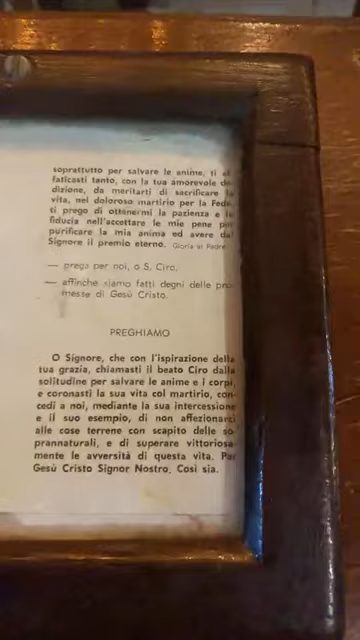 soprattutto per salvare le anime, ti af
faticasti tanto, con la tua amorevole de
dizione, da meritarti di sacrificare la
vita, nel doloroso martirio per la Fede,
ti prego di ottenermi la pazienza e la
fiducia nell'accettare le mie pene per
purificare la mia anima ed avere dal
Signore il premio eterno. Gloria al Padre
— prega per noi, o S. Ciro,
— affinche siamo fatti degni delle pro
messe di Gesù Cristo.
PREGHIAMO
O Signore, che con l'ispirazione della
tua grazia, chiamasti il beato Ciro dalla
solitudine per salvare le anime e i corpi,
e coronasti la sua vita col martirio, con-
cedi a noi, mediante la sua intercessione
e il suo esempio, di non affezionarci
alle cose terrene con scapito delle so-
prannaturali, e di superare vittoriosa-
mente le avversità di questa vita. Per
Gesù Cristo Signor Nostro. Così sia.